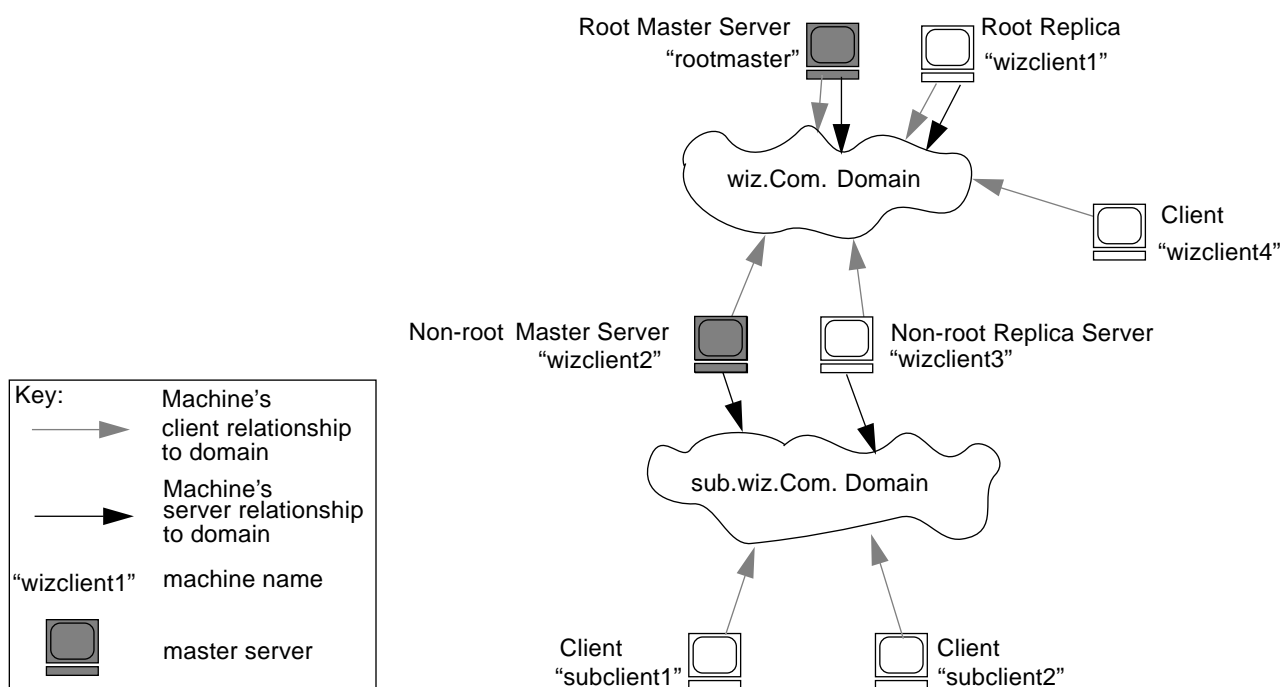 Root Master Server
“rootmaster”
Root Replica
“wizclient1”
wiz.Com. Domain
Client
“wizclient4”
Non-root Master Server
“wizclient2”
Non-root Replica Server
“wizclient3”
sub.wiz.Com. Domain
Client
“subclient1”
Client
“subclient2”
Key:
Machine’s
client relationship
to domain
Machine’s
server relationship
to domain
“wizclient1” machine name
master server